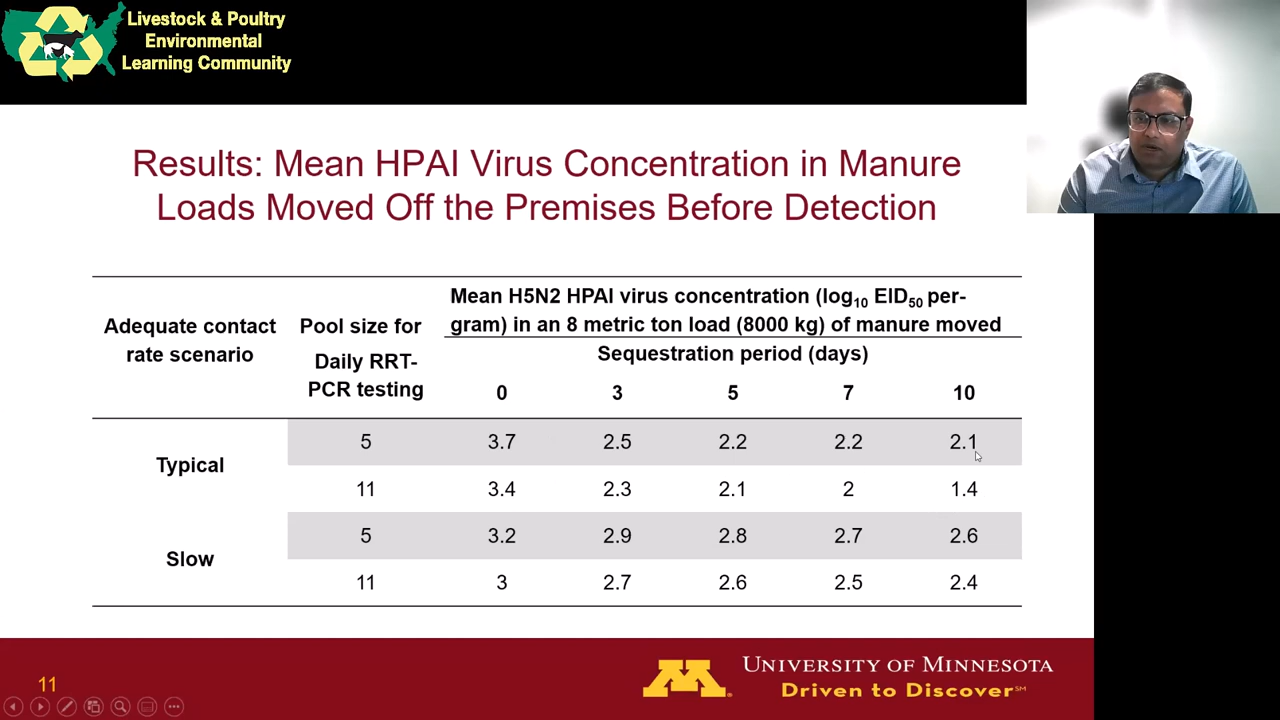 Livestock & Poultry
Environmental
Learning Community
Results: Mean HPAI Virus Concentration in Manure
Loads Moved Off the Premises Before Detection
Adequate contact
rate scenario
Pool size for
Daily RRT-
PCR testing
Mean H5N2 HPAI virus concentration (log10 EID50 per-
gram) in an 8 metric ton load (8000 kg) of manure moved
Sequestration period (days)
0 3 5 7 10
Typical
5 3.7 2.5 2.2 2.2 2.1
11 3.4 2.3 2.1 2 1.4
Slow
5 3.2 2.9 2.8 2.7 2.6
11 3 2.7 2.6 2.5 2.4
11
UNIVERSITY OF MINNESOTA
Driven to Discover℠